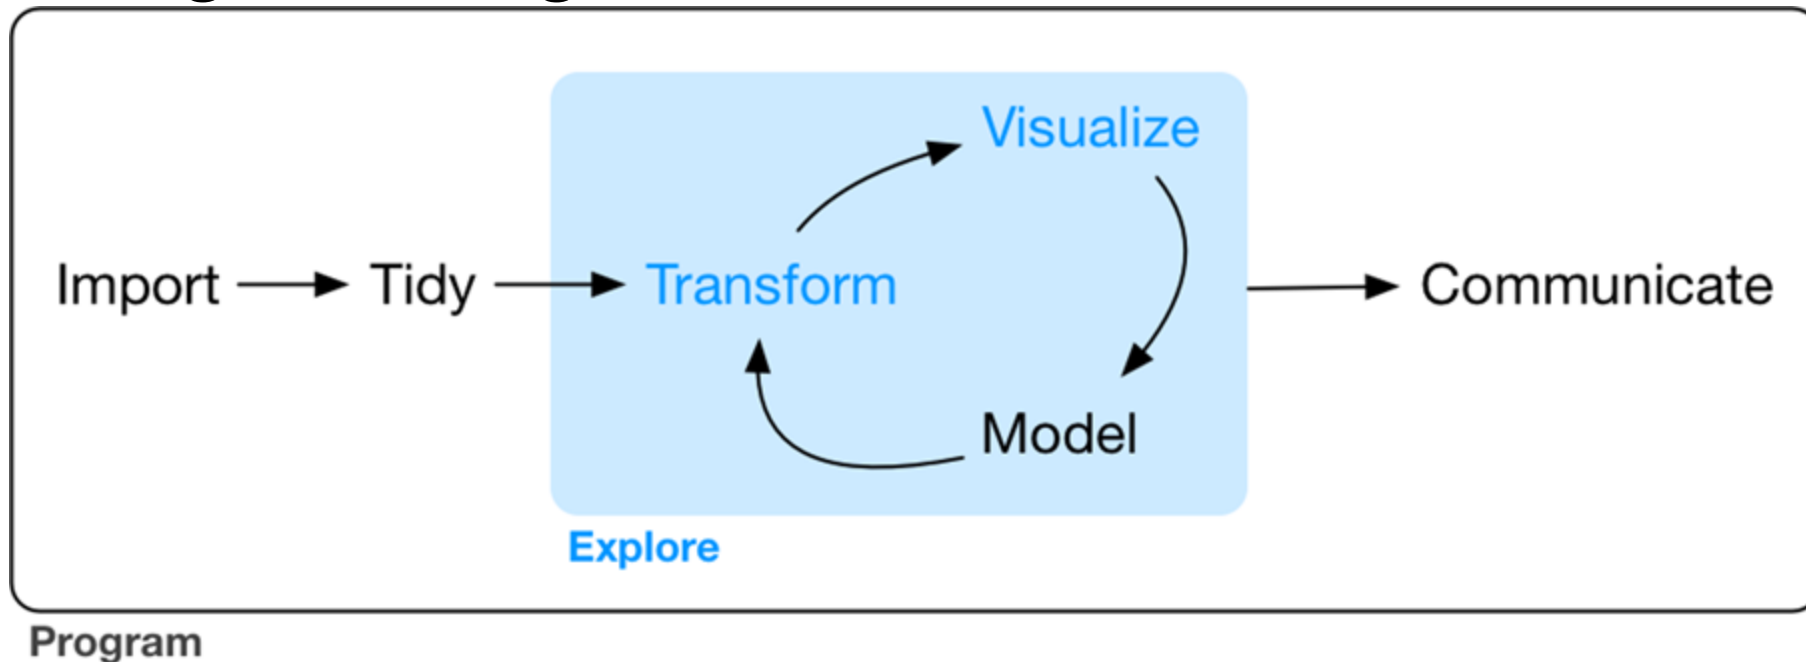 Visualize
Import Tidy Transform Communicate
Model
Explore
Program